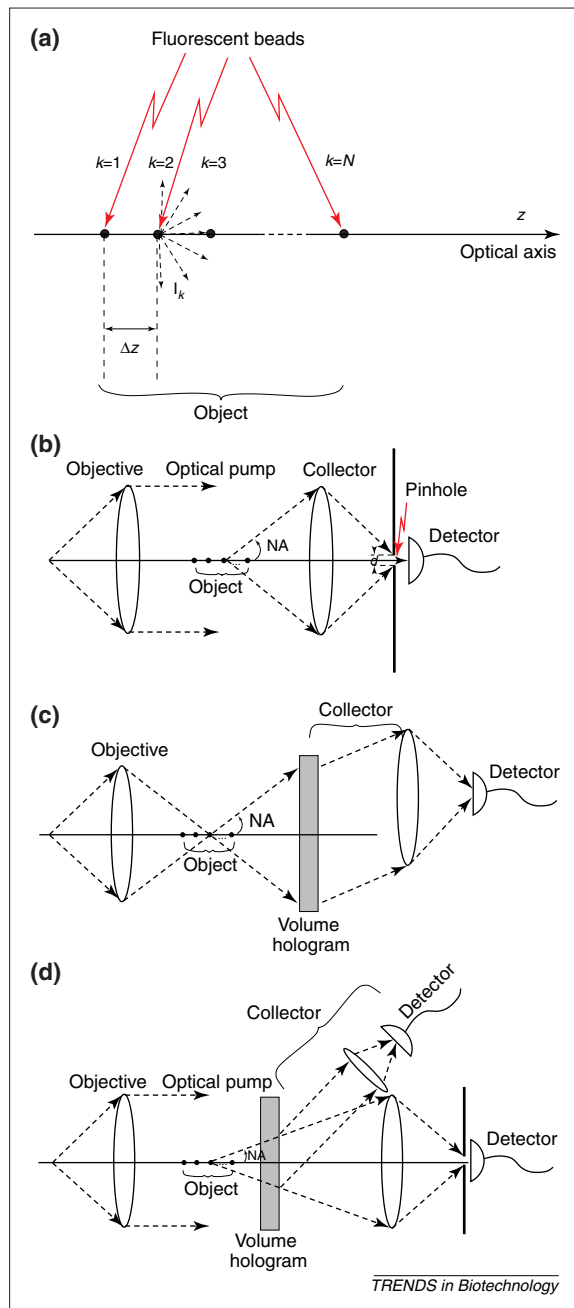 (a)
Fluorescent beads
k=1 k=2 k=3 k=N
z
Optical axis
I_k
Δz
Object
(b)
Objective Optical pump Collector
Pinhole
Detector
NA
d
Object
(c)
Collector
Objective
Detector
NA
Object
Volume
hologram
(d)
Detector
Collector
Objective Optical pump
Detector
NA
Object
Volume
hologram
TRENDS in Biotechnology